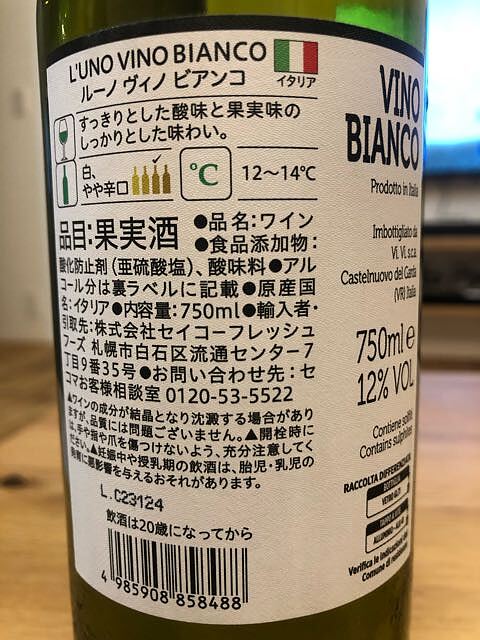 L'UNO VINO BIANCO
ルーノ ヴィノ ビアンコ
イタリア
すっきりとした酸味と果実味の
しっかりとした味わい。
白、
やや辛口
℃
12～14℃
品目:果実酒 ●品名:ワイン
●食品添加物:
酸化防止剤(亜硫酸塩)、酸味料●アル
コール分は裏ラベルに記載●原産国
名:イタリア●内容量:750ml●輸入者・
引取先:株式会社セイコーフレッシュ
フーズ 札幌市白石区流通センター7
丁目9番35号●お問い合わせ先:セ
コマお客様相談室 0120-53-5522
▲ワインの成分が結晶となり沈澱する場合があり
ますが、品質には問題ございません。▲開栓時に
は、手や指や爪を傷つけないよう、充分注意してく
ださい。▲妊娠中や授乳期の飲酒は、胎児・乳児の
発育に悪影響を与えるおそれがあります。
L.C23124
飲酒は20歳になってから
4 985908 858488
VINO
BIANCO
Prodotto in Italia
Imbottigliato da
Vi. Vi. s.c.a.
Castelnuovo del Garda
(VR) Italia
750ml e
12% VOL
Contiene solfiti
Contains sulphites
RACCOLTA DIFFERENZIATA
BOTTIGLIA
VETRO GL71
Verifica le indicazioni del
Comune di